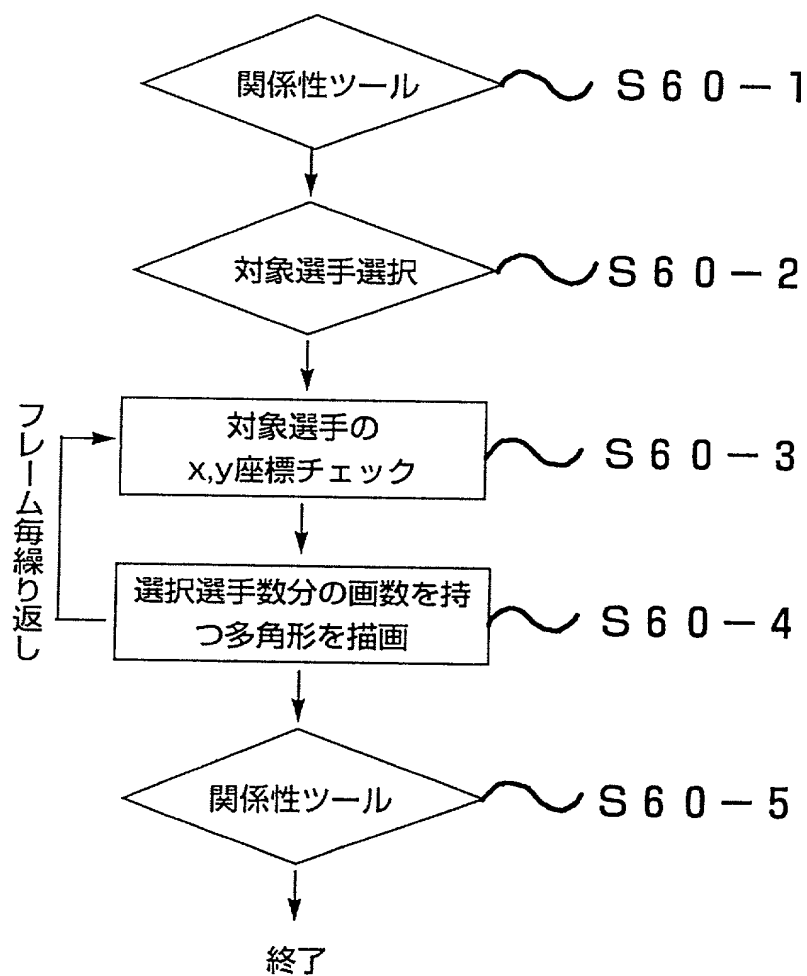 関係性ツール
S60-1
対象選手選択
S60-2
対象選手の
x,y座標チェック
S60-3
フレーム毎繰り返し
選択選手数分の画数を持
つ多角形を描画
S60-4
関係性ツール
S60-5
終了